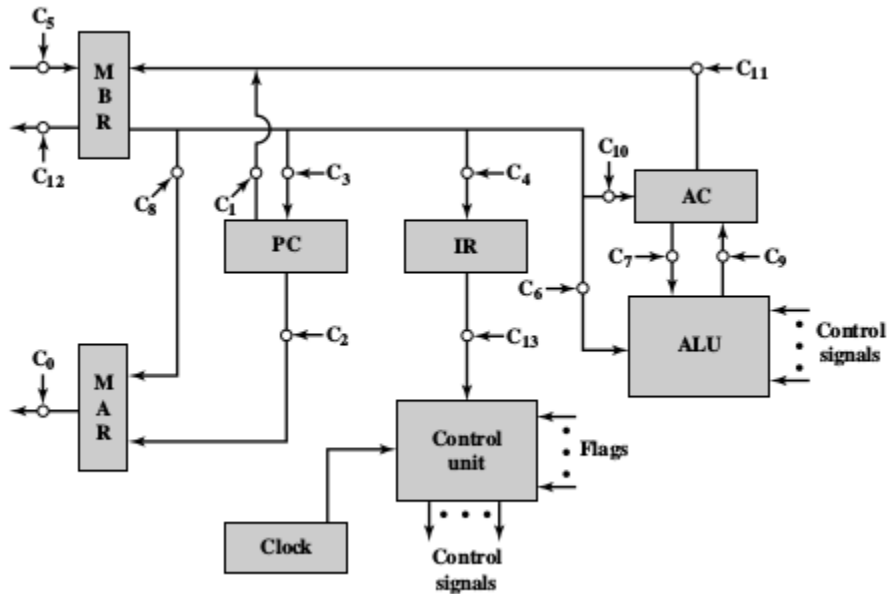 C5
M
B
R
C11
C12
C8
C1
C3
C4
C10
AC
PC
IR
C7
C9
C6
C2
C13
ALU
Control
signals
C0
M
A
R
Control
unit
Flags
Clock
Control
signals